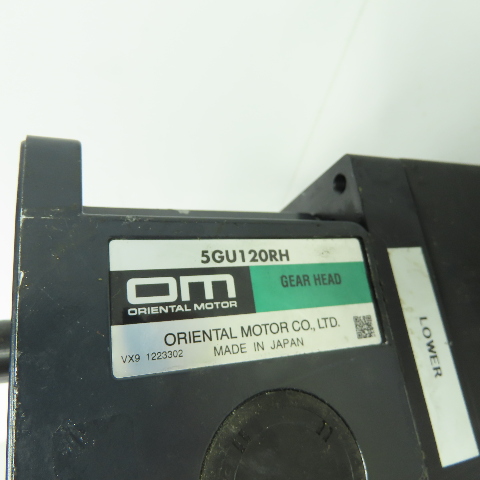 5GU120RH
OM
ORIENTAL MOTOR
GEAR HEAD
ORIENTAL MOTOR CO., LTD.
VX9 1223302
MADE IN JAPAN
LOWER